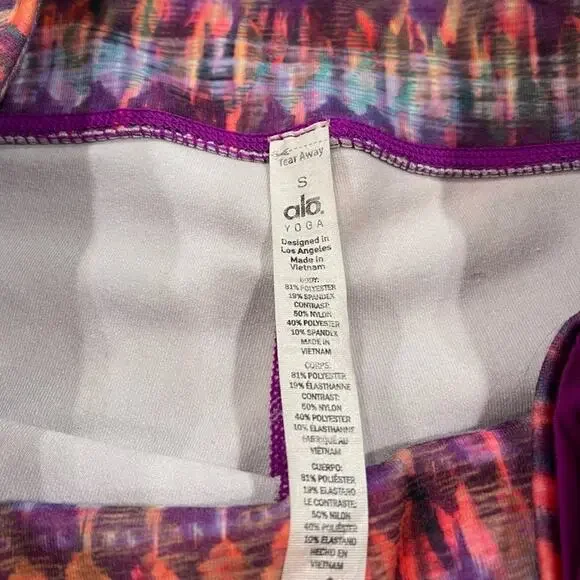 Tear Away
S
alo
YOGA
Designed in
Los Angeles
Made in
Vietnam
BODY:
81% POLYESTER
19% SPANDEX
CONTRAST:
50% NYLON
40% POLYESTER
10% SPANDEX
MADE IN
VIETNAM
CORPS:
81% POLYESTER
19% ÉLASTHANNE
CONTRAST:
50% NYLON
40% POLYESTER
10% ÉLASTHANNE
FABRIQUÉ AU
VIETNAM
CUERPO:
81% POLIÉSTER
19% ELASTANO
LE CONTRASTE:
50% NILON
40% POLIÉSTER
10% ELASTANO
HECHO EN
VIETNAM